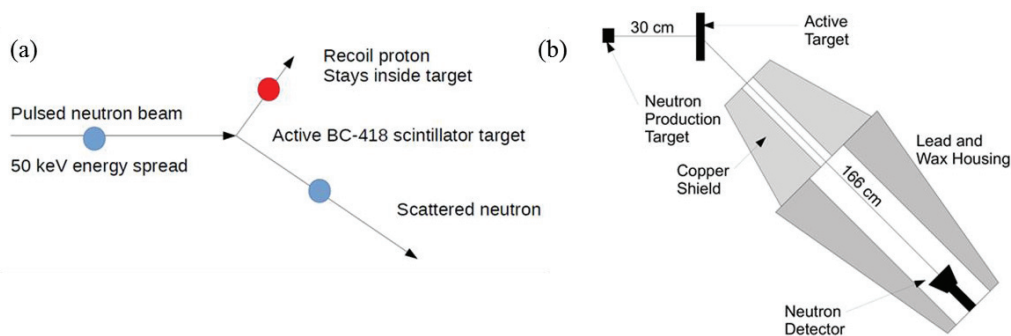 (a)
Recoil proton
Stays inside target
Pulsed neutron beam
Active BC-418 scintillator target
50 keV energy spread
Scattered neutron
(b)
30 cm
Active
Target
Neutron
Production
Target
Copper
Shield
Lead and
Wax Housing
166 cm
Neutron
Detector